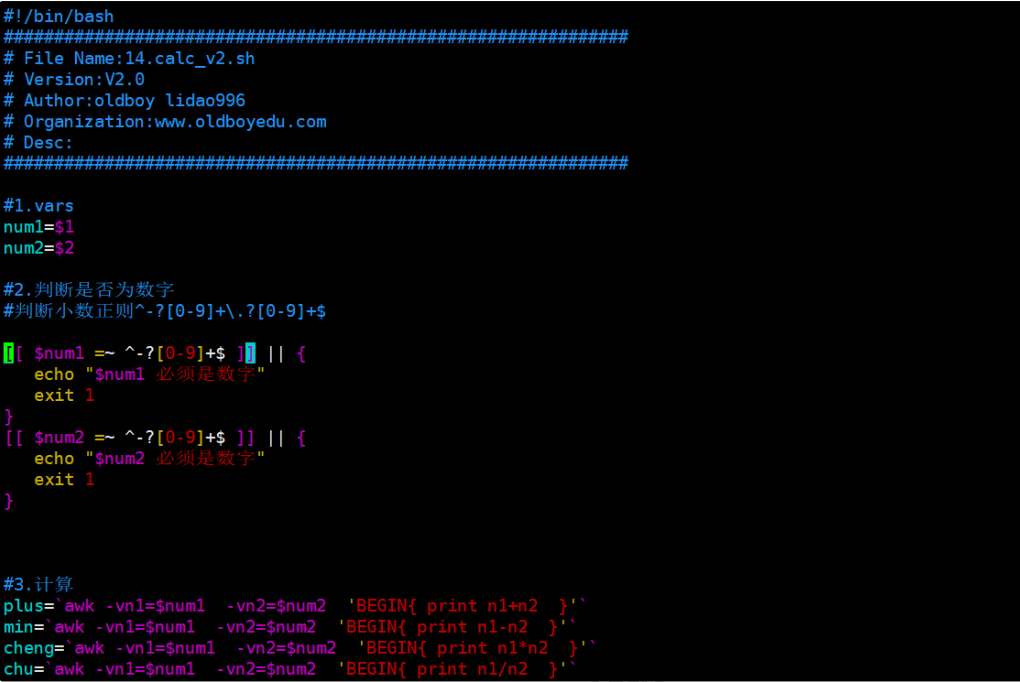 #!/bin/bash
##############################################################
# File Name:14.calc_v2.sh
# Version:V2.0
# Author:oldboy lidao996
# Organization:www.oldboyedu.com
# Desc:
##############################################################
#1.vars
num1=$1
num2=$2
#2.判断是否为数字
#判断小数正则^-?[0-9]+\.?[0-9]+$
[[ $num1 =~ ^-?[0-9]+$ ]] || {
   echo "$num1 必须是数字"
   exit 1
}
[[ $num2 =~ ^-?[0-9]+$ ]] || {
   echo "$num2 必须是数字"
   exit 1
}
#3.计算
plus=`awk -vn1=$num1  -vn2=$num2  'BEGIN{ print n1+n2  }'`
min=`awk -vn1=$num1  -vn2=$num2  'BEGIN{ print n1-n2  }'`
cheng=`awk -vn1=$num1  -vn2=$num2  'BEGIN{ print n1*n2  }'`
chu=`awk -vn1=$num1  -vn2=$num2  'BEGIN{ print n1/n2  }'`